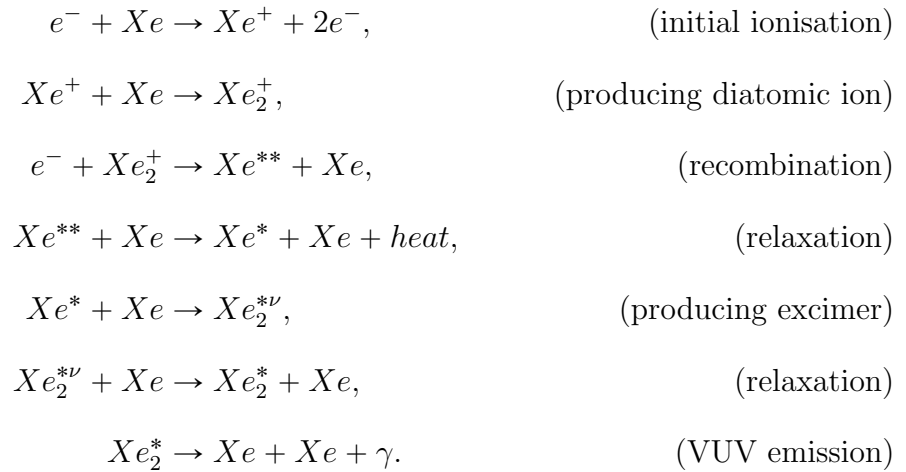 e⁻ + Xe → Xe⁺ + 2e⁻, (initial ionisation)
Xe⁺ + Xe → Xe₂⁺, (producing diatomic ion)
e⁻ + Xe₂⁺ → Xe** + Xe, (recombination)
Xe** + Xe → Xe* + Xe + heat, (relaxation)
Xe* + Xe → Xe₂*ᵛ, (producing excimer)
Xe₂*ᵛ + Xe → Xe₂* + Xe, (relaxation)
Xe₂* → Xe + Xe + γ. (VUV emission)